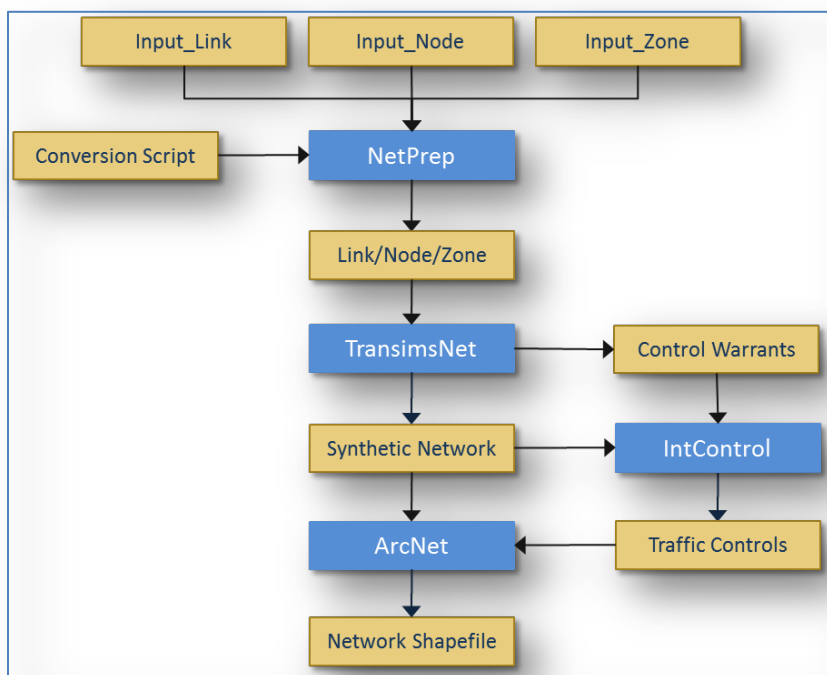 Input_Link
Input_Node
Input_Zone
Conversion Script
NetPrep
Link/Node/Zone
TransimsNet
Control Warrants
Synthetic Network
IntControl
ArcNet
Traffic Controls
Network Shapefile